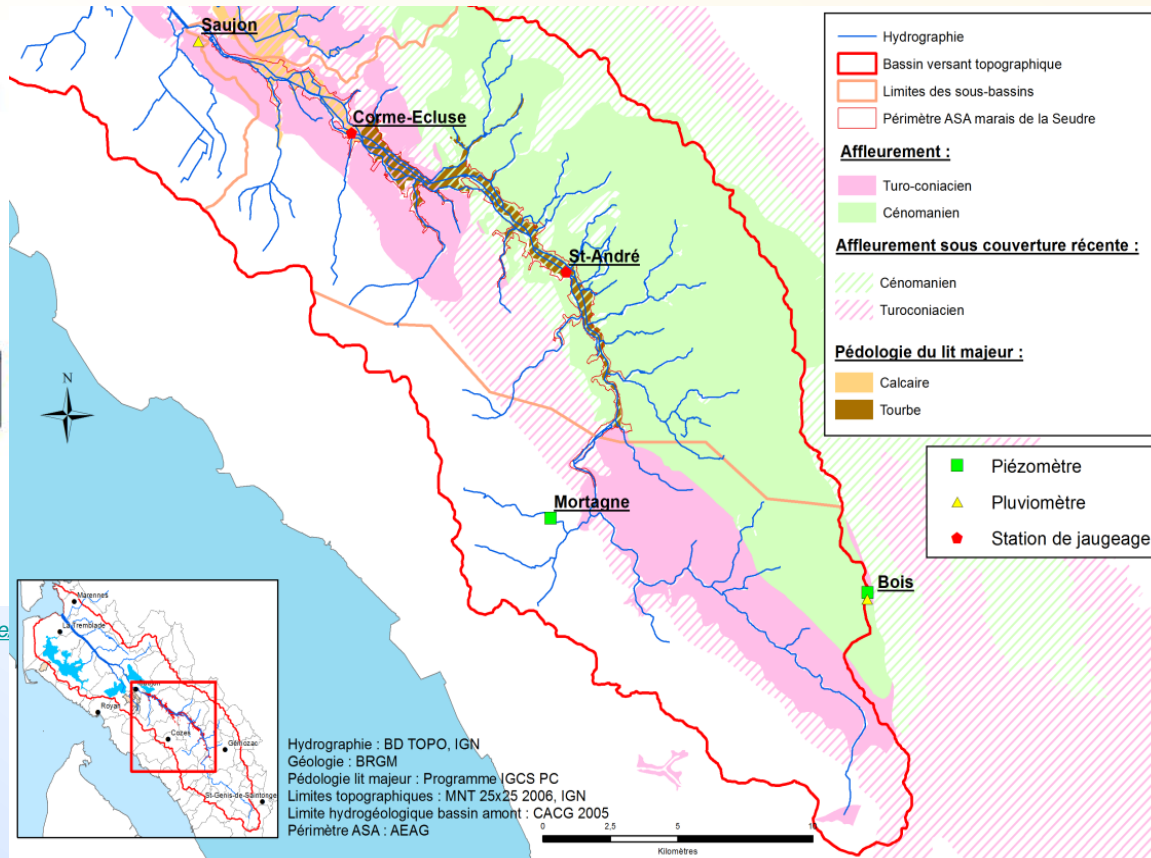 Saujon
Corme-Ecluse
St-André
Mortagne
Bois
N
Hydrographie
Bassin versant topographique
Limites des sous-bassins
Périmètre ASA marais de la Seudre
Affleurement :
Turo-coniacien
Cénomanien
Affleurement sous couverture récente :
Cénomanien
Turoconiacien
Pédologie du lit majeur :
Calcaire
Tourbe
Piézomètre
Pluviomètre
Station de jaugeage
Marennes
La Tremblade
Royan
Cozes
Gémozac
St-Genis-de-Saintonge
Hydrographie : BD TOPO, IGN
Géologie : BRGM
Pédologie lit majeur : Programme IGCS PC
Limites topographiques : MNT 25x25 2006, IGN
Limite hydrogéologique bassin amont : CACG 2005
Périmètre ASA : AEAG
0 2,5 5 10
Kilomètres